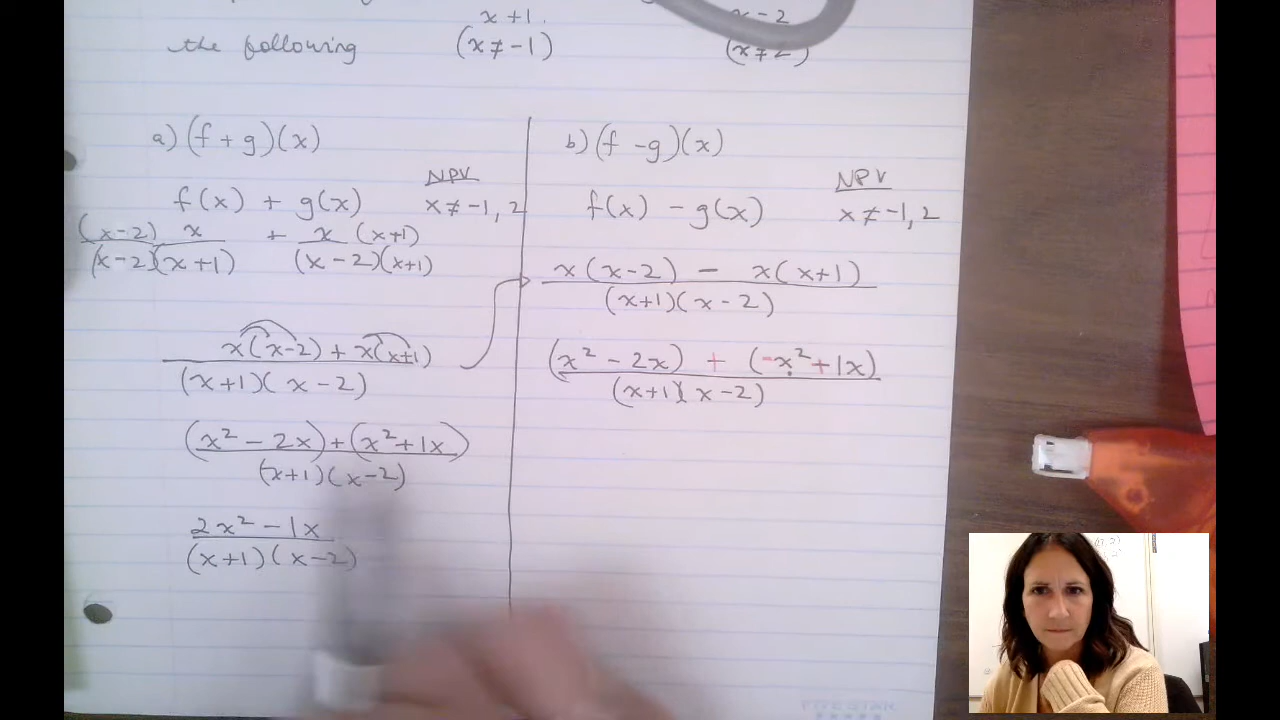 x + 1 x - 2
the following (x ≠ -1) (x ≠ 2)
a) (f + g)(x)
NPV
f(x) + g(x) x ≠ -1, 2
(x-2) x + x (x+1)
(x-2)(x+1) (x-2)(x+1)
x(x-2) + x(x+1)
(x+1)(x-2)
(x² - 2x) + (x² + 1x)
(x+1)(x-2)
2x² - 1x
(x+1)(x-2)
b) (f - g)(x)
NPV
f(x) - g(x) x ≠ -1, 2
x(x-2) - x(x+1)
(x+1)(x-2)
(x² - 2x) + (-x² + 1x)
(x+1)(x-2)
FIVE STAR